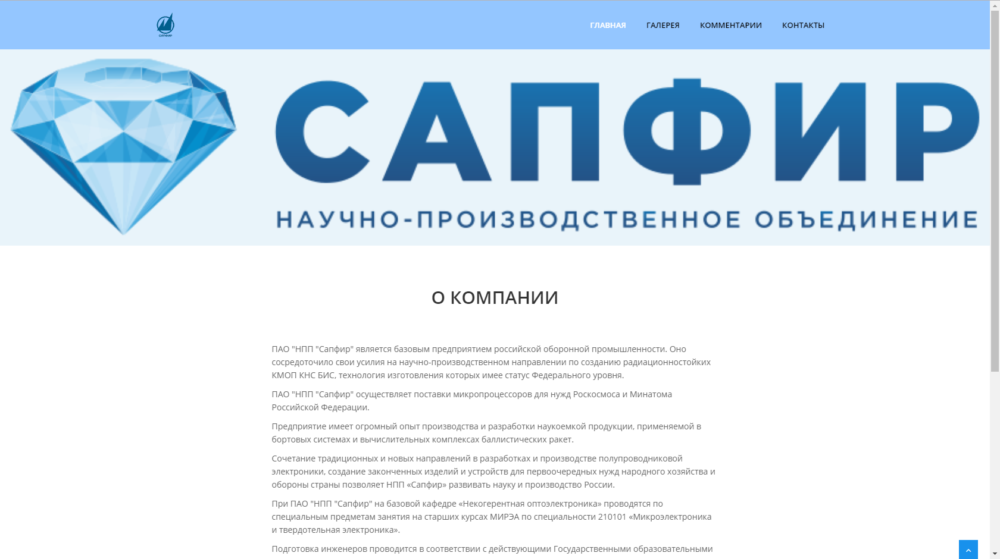 САПФИР
ГЛАВНАЯ ГАЛЕРЕЯ КОММЕНТАРИИ КОНТАКТЫ
САПФИР
НАУЧНО-ПРОИЗВОДСТВЕННОЕ ОБЪЕДИНЕНИЕ
О КОМПАНИИ
ПАО "НПП "Сапфир" является базовым предприятием российской оборонной промышленности. Оно
сосредоточило свои усилия на научно-производственном направлении по созданию радиационностойких
КМОП КНС БИС, технология изготовления которых имее статус Федерального уровня.
ПАО "НПП "Сапфир" осуществляет поставки микропроцессоров для нужд Роскосмоса и Минатома
Российской Федерации.
Предприятие имеет огромный опыт производства и разработки наукоемкой продукции, применяемой в
бортовых системах и вычислительных комплексах баллистических ракет.
Сочетание традиционных и новых направлений в разработках и производстве полупроводниковой
электроники, создание законченных изделий и устройств для первоочередных нужд народного хозяйства и
обороны страны позволяет НПП «Сапфир» развивать науку и производство России.
При ПАО "НПП "Сапфир" на базовой кафедре «Некогерентная оптоэлектроника» проводятся по
специальным предметам занятия на старших курсах МИРЭА по специальности 210101 «Микроэлектроника
и твердотельная электроника».
Подготовка инженеров проводится в соответствии с действующими Государственными образовательными